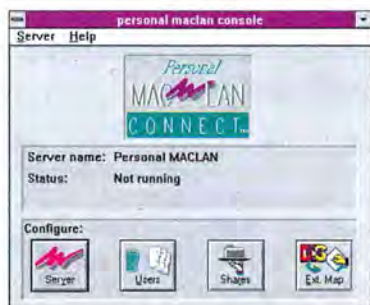 personal maclan console
Server Help
Personal
MACLAN
CONNECT™
Server name: Personal MACLAN
Status: Not running
Configure:
Server Users Shares Ext. Map